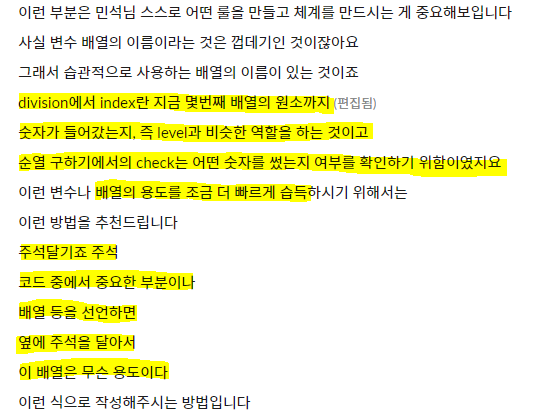 이런 부분은 민석님 스스로 어떤 룰을 만들고 체계를 만드시는 게 중요해보입니다
사실 변수 배열의 이름이라는 것은 껍데기인 것이잖아요
그래서 습관적으로 사용하는 배열의 이름이 있는 것이죠
division에서 index란 지금 몇번째 배열의 원소까지 (편집됨)
숫자가 들어갔는지, 즉 level과 비슷한 역할을 하는 것이고
순열 구하기에서의 check는 어떤 숫자를 썼는지 여부를 확인하기 위함이였지요
이런 변수나 배열의 용도를 조금 더 빠르게 습득하시기 위해서는
이런 방법을 추천드립니다
주석달기죠 주석
코드 중에서 중요한 부분이나
배열 등을 선언하면
옆에 주석을 달아서
이 배열은 무슨 용도이다
이런 식으로 작성해주시는 방법입니다